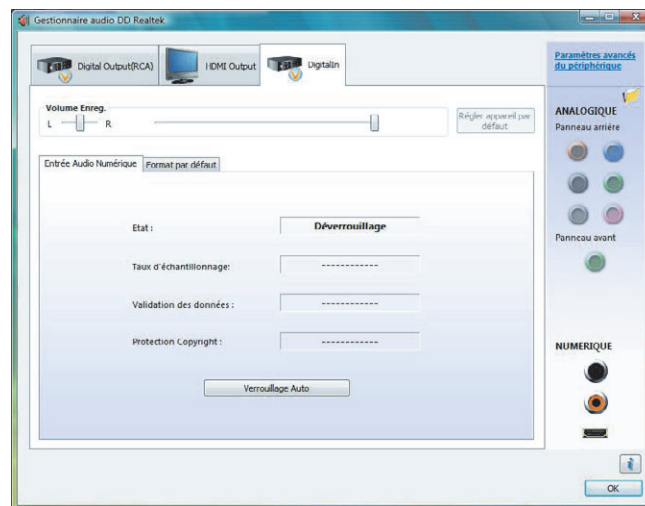 Gestionnaire audio DD Realtek
Digital Output(RCA)
HDMI Output
DigitalIn
Paramètres avancés
du périphérique
Volume Enreg.
L
R
Régler appareil par
défaut
ANALOGIQUE
Panneau arrière
Entrée Audio Numérique
Format par défaut
Etat :
Déverrouillage
Panneau avant
Taux d'échantillonnage:
------------
Validation des données :
------------
Protection Copyright :
------------
NUMERIQUE
Verrouillage Auto
i
OK